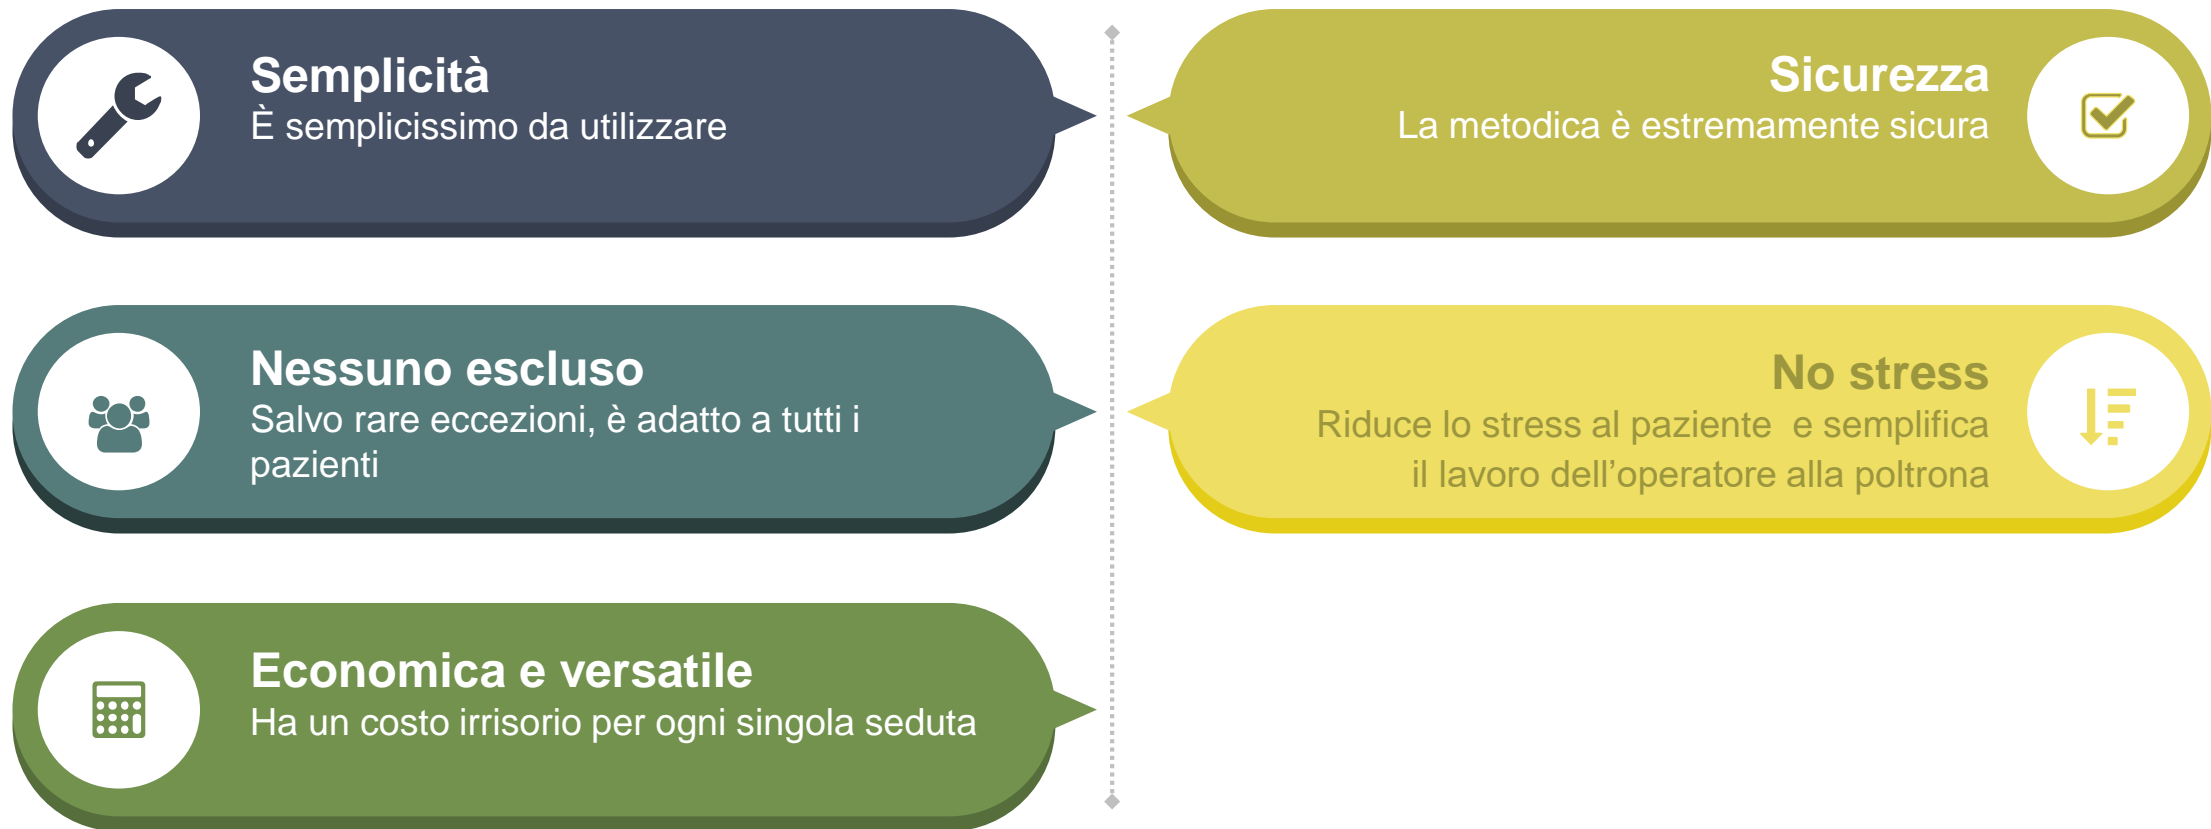 Semplicità
È semplicissimo da utilizzare
Sicurezza
La metodica è estremamente sicura
Nessuno escluso
Salvo rare eccezioni, è adatto a tutti i
pazienti
No stress
Riduce lo stress al paziente  e semplifica
il lavoro dell’operatore alla poltrona
Economica e versatile
Ha un costo irrisorio per ogni singola seduta